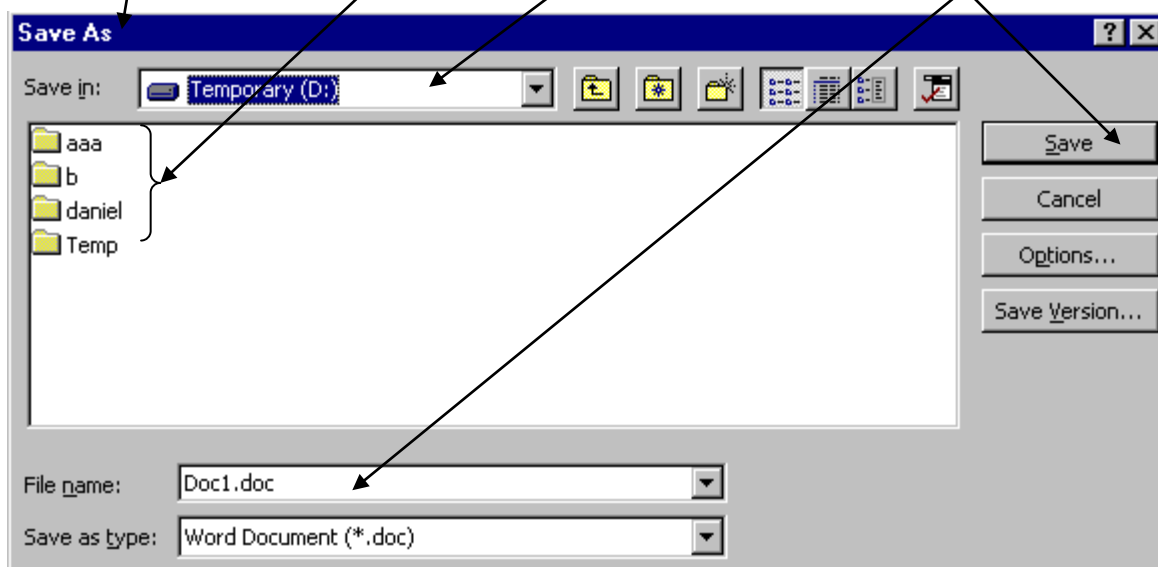 Save As
Save in: Temporary (D:)
aaa
b
daniel
Temp
Save
Cancel
Options...
Save Version...
File name: Doc1.doc
Save as type: Word Document (*.doc)